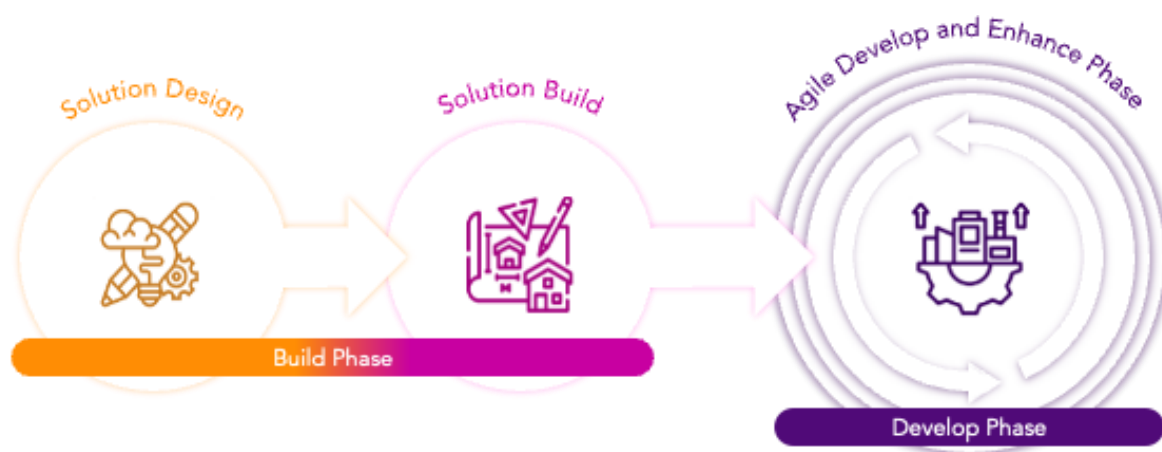 Solution Design
Solution Build
Agile Develop and Enhance Phase
Build Phase
Develop Phase